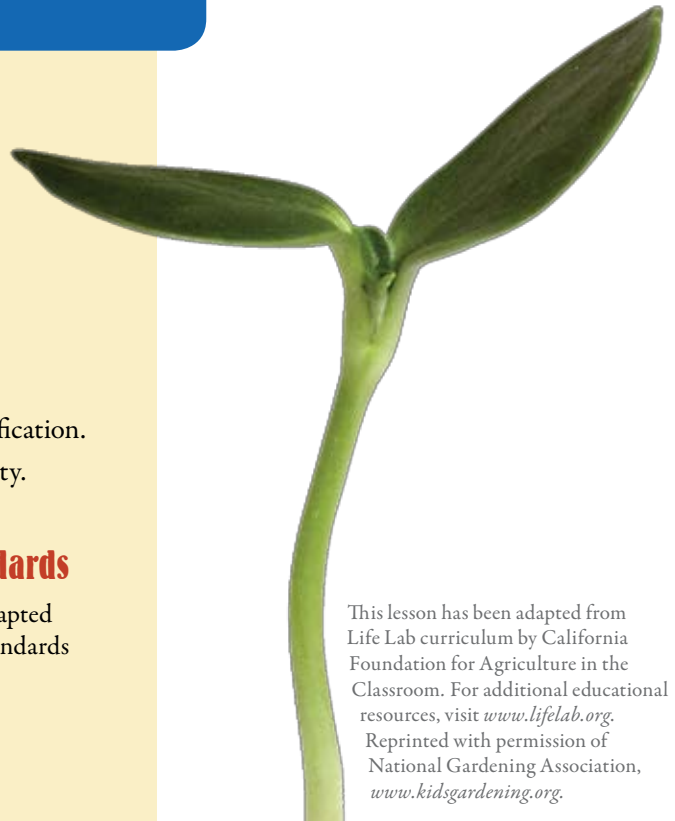 fication.
ty.
dards
apted
ndards
This lesson has been adapted from
Life Lab curriculum by California
Foundation for Agriculture in the
Classroom. For additional educational
resources, visit www.lifelab.org.
Reprinted with permission of
National Gardening Association,
www.kidsgardening.org.